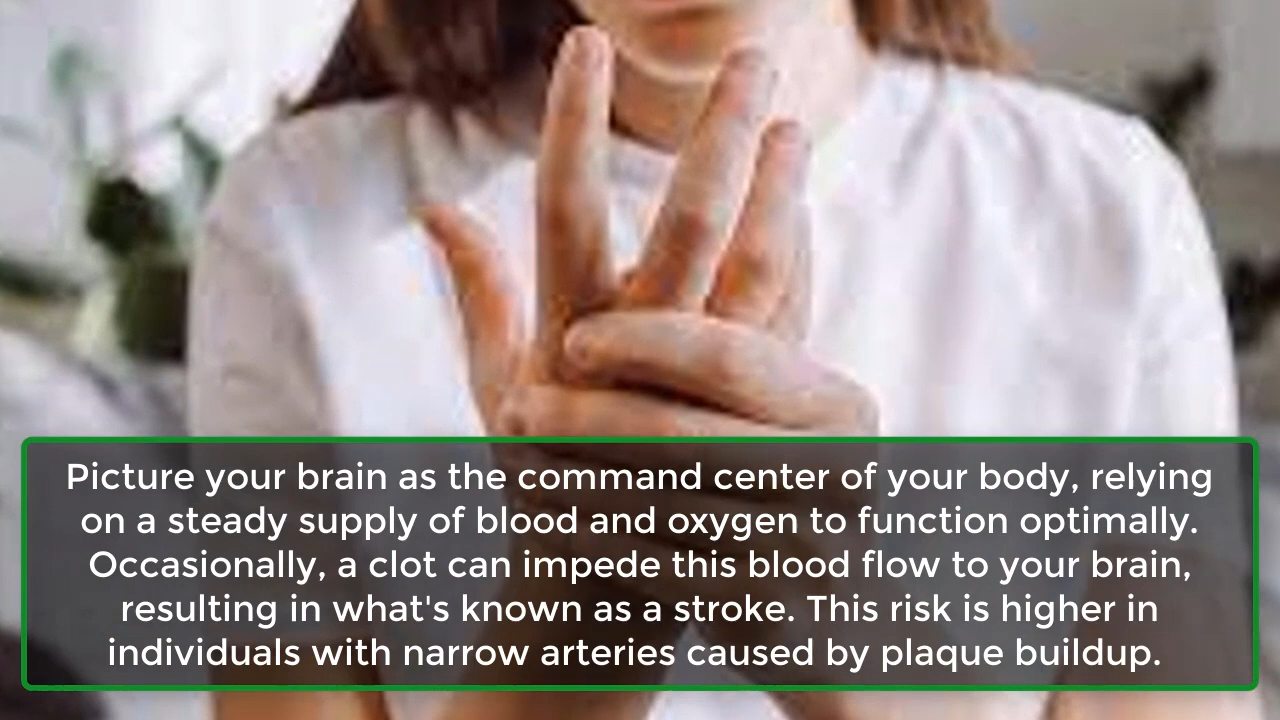 Picture your brain as the command center of your body, relying
on a steady supply of blood and oxygen to function optimally.
Occasionally, a clot can impede this blood flow to your brain,
resulting in what's known as a stroke. This risk is higher in
individuals with narrow arteries caused by plaque buildup.